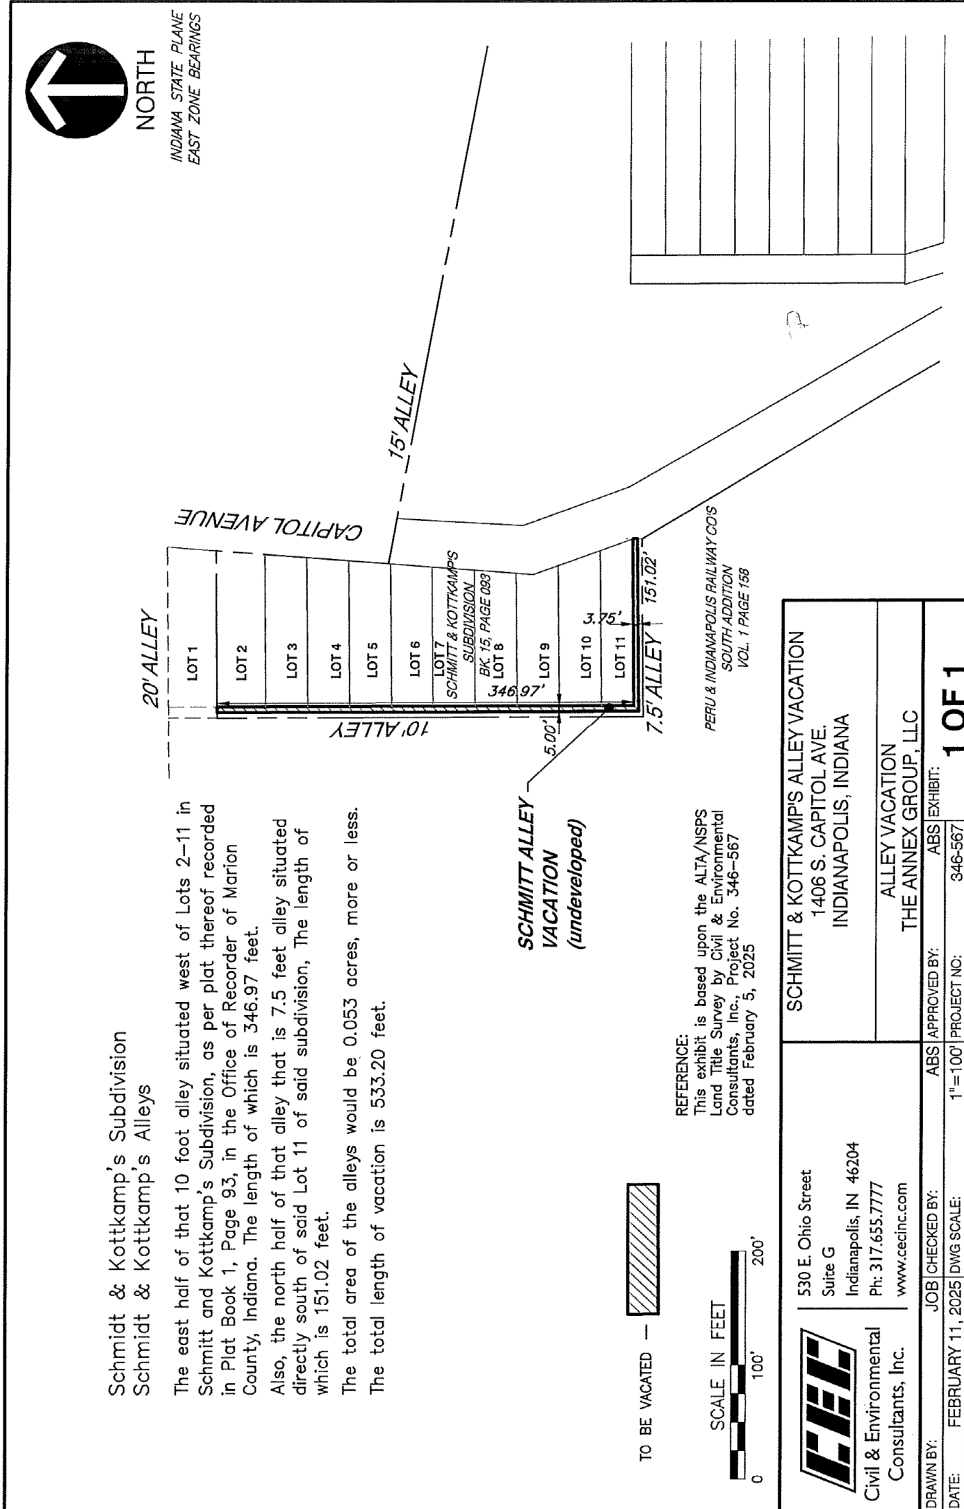 NORTH
INDIANA STATE PLANE
EAST ZONE BEARINGS
Schmidt & Kottkamp's Subdivision
Schmidt & Kottkamp's Alleys
The east half of that 10 foot alley situated west of Lots 2-11 in
Schmitt and Kottkamp's Subdivision, as per plat thereof recorded
in Plat Book 1, Page 93, in the Office of Recorder of Marion
County, Indiana. The length of which is 346.97 feet.
Also, the north half of that alley that is 7.5 feet alley situated
directly south of said Lot 11 of said subdivision, The length of
which is 151.02 feet.
The total area of the alleys would be 0.053 acres, more or less.
The total length of vacation is 533.20 feet.
20' ALLEY
CAPITOL AVENUE
15' ALLEY
10' ALLEY
LOT 1
LOT 2
LOT 3
LOT 4
LOT 5
LOT 6
LOT 7
SCHMITT & KOTTKAMP'S
SUBDIVISION
BK. 15, PAGE 093
LOT 8
LOT 9
LOT 10
LOT 11
346.97'
5.00'
3.75'
151.02'
7.5' ALLEY
SCHMITT ALLEY
VACATION
(undeveloped)
PERU & INDIANAPOLIS RAILWAY CO'S
SOUTH ADDITION
VOL. 1 PAGE 158
REFERENCE:
This exhibit is based upon the ALTA/NSPS
Land Title Survey by Civil & Environmental
Consultants, Inc., Project No. 346-567
dated February 5, 2025
TO BE VACATED
SCALE IN FEET
0 100' 200'
CEC
Civil & Environmental
Consultants, Inc.
530 E. Ohio Street
Suite G
Indianapolis, IN 46204
Ph: 317.655.7777
www.cecinc.com
SCHMITT & KOTTKAMP'S ALLEY VACATION
1406 S. CAPITOL AVE.
INDIANAPOLIS, INDIANA
ALLEY VACATION
THE ANNEX GROUP, LLC
DRAWN BY: JOB CHECKED BY: ABS APPROVED BY: ABS EXHIBIT:
DATE: FEBRUARY 11, 2025 DWG SCALE: 1"=100' PROJECT NO: 346-567
1 OF 1